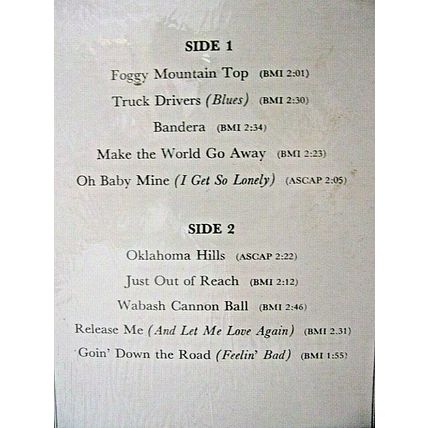 SIDE 1
Foggy Mountain Top (BMI 2:01)
Truck Drivers (Blues) (BMI 2:30)
Bandera (BMI 2:34)
Make the World Go Away (BMI 2:23)
Oh Baby Mine (I Get So Lonely) (ASCAP 2:05)
SIDE 2
Oklahoma Hills (ASCAP 2:22)
Just Out of Reach (BMI 2:12)
Wabash Cannon Ball (BMI 2:46)
Release Me (And Let Me Love Again) (BMI 2.31)
'Goin' Down the Road (Feelin' Bad) (BMI 1:55)